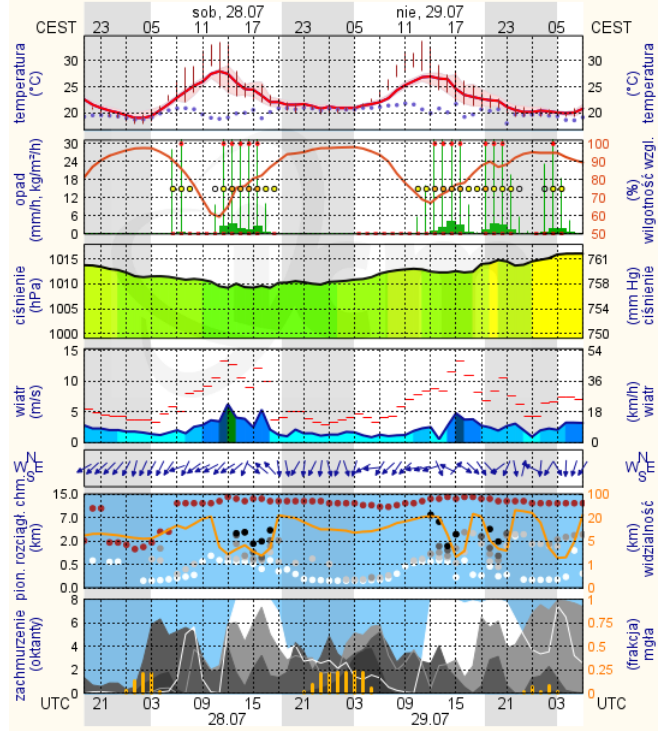 sob, 28.07 nie, 29.07
CEST 23 05 11 17 23 05 11 17 23 05 CEST
temperatura (°C) 30 25 20 30 25 20 temperatura (°C)
opad (mm/h, kg/m²/h) 30 24 18 12 6 0 100 90 80 70 60 50 (%) wilgotność wzgl.
ciśnienie (hPa) 1015 1010 1005 1000 761 758 754 750 (mm Hg) ciśnienie
wiatr m/s 15 10 5 0 54 36 18 0 (km/h) wiatr
N W E S N W E S
pion. rozciągł. chm. (km) 15.0 7.0 2.0 0.5 0.0 100 20 5 1 0 (km) widzialność
zachmurzenie (oktanty) 8 6 4 2 0 1 0.75 0.5 0.25 0 (frakcja) mgła
UTC 21 03 09 15 21 03 09 15 21 03 UTC
28.07 29.07